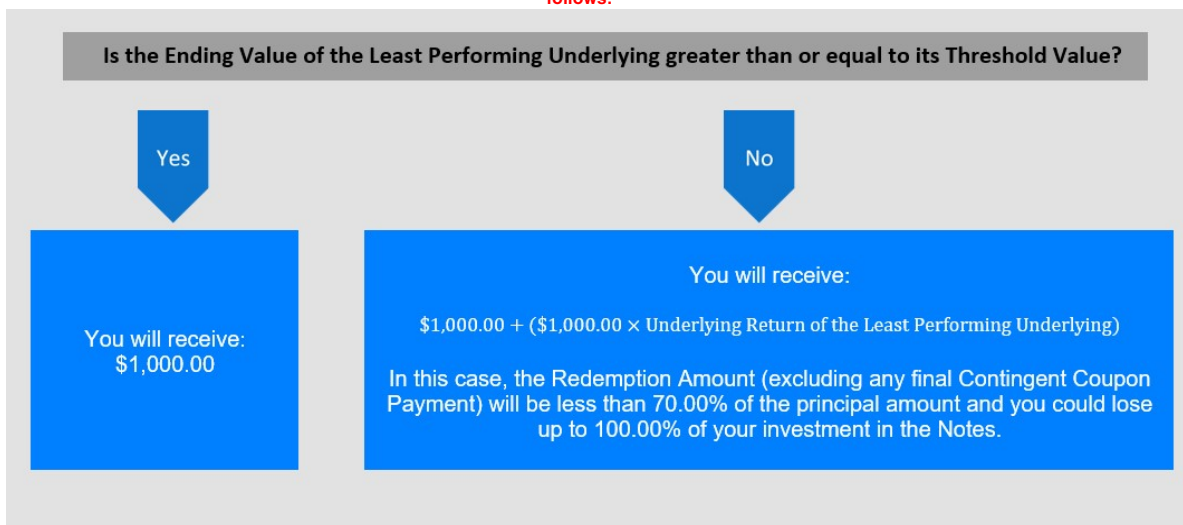 follows:
Is the Ending Value of the Least Performing Underlying greater than or equal to its Threshold Value?
Yes
No
You will receive:
$1,000.00
You will receive:
$1,000.00 + ($1,000.00 × Underlying Return of the Least Performing Underlying)
In this case, the Redemption Amount (excluding any final Contingent Coupon
Payment) will be less than 70.00% of the principal amount and you could lose
up to 100.00% of your investment in the Notes.